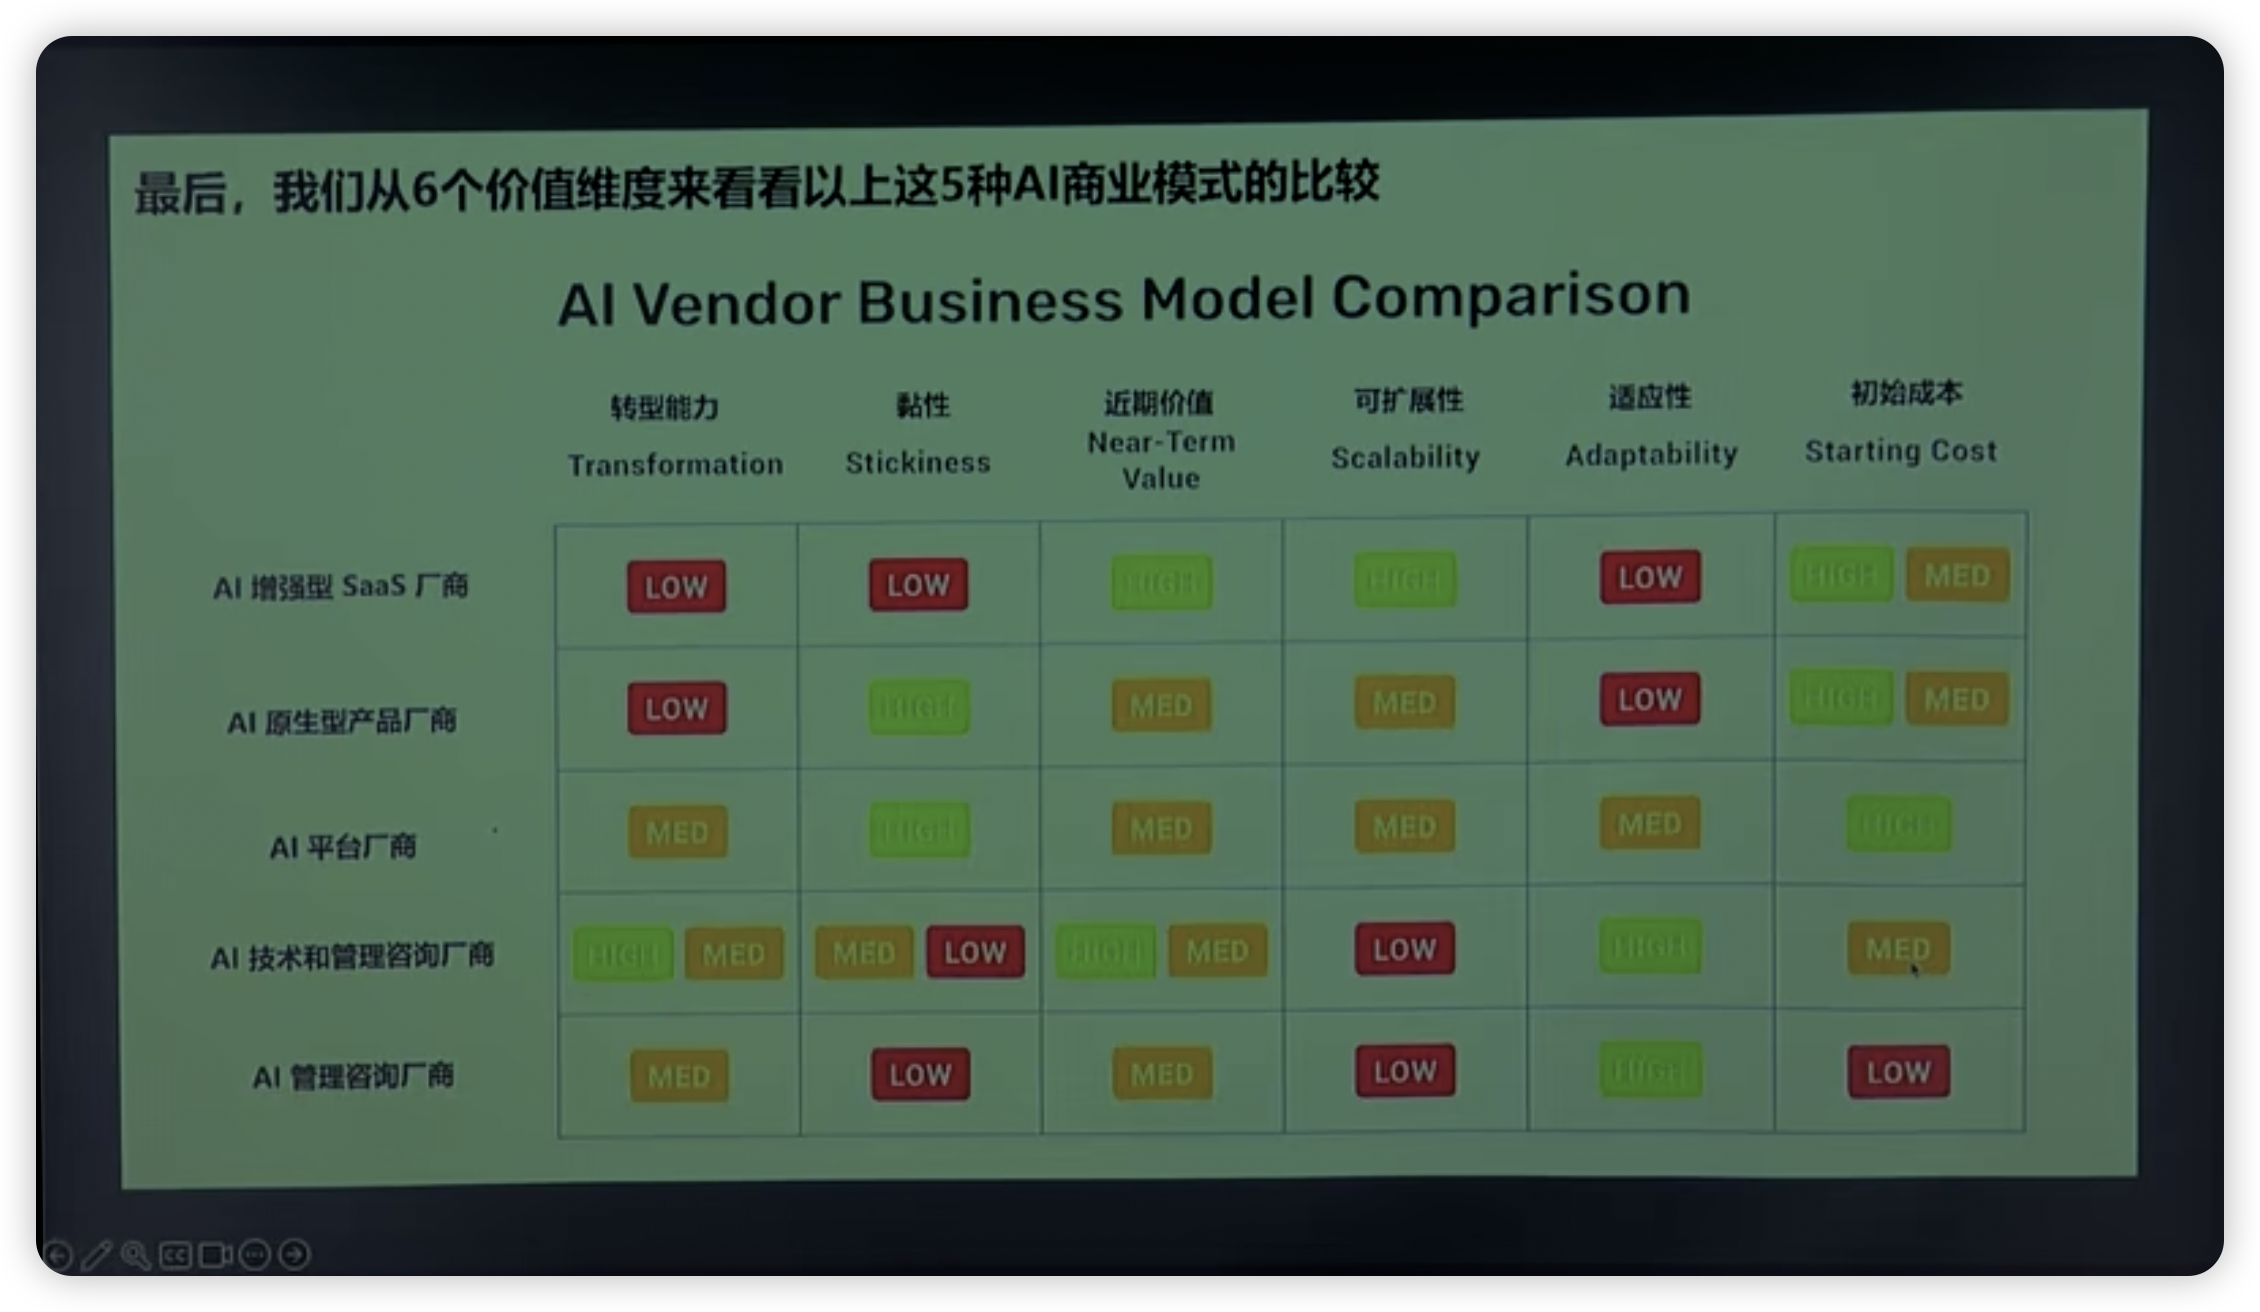 最后，我们从6个价值维度来看看以上这5种AI商业模式的比较
AI Vendor Business Model Comparison
转型能力 黏性 近期价值 可扩展性 适应性 初始成本
Transformation Stickiness Near-Term Value Scalability Adaptability Starting Cost
AI 增强型 SaaS 厂商 LOW LOW HIGH HIGH LOW HIGH MED
AI 原生型产品厂商 LOW HIGH MED MED LOW HIGH MED
AI 平台厂商 MED HIGH MED MED MED HIGH
AI 技术和管理咨询厂商 HIGH MED MED LOW HIGH MED LOW HIGH MED
AI 管理咨询厂商 MED LOW MED LOW HIGH LOW
CC